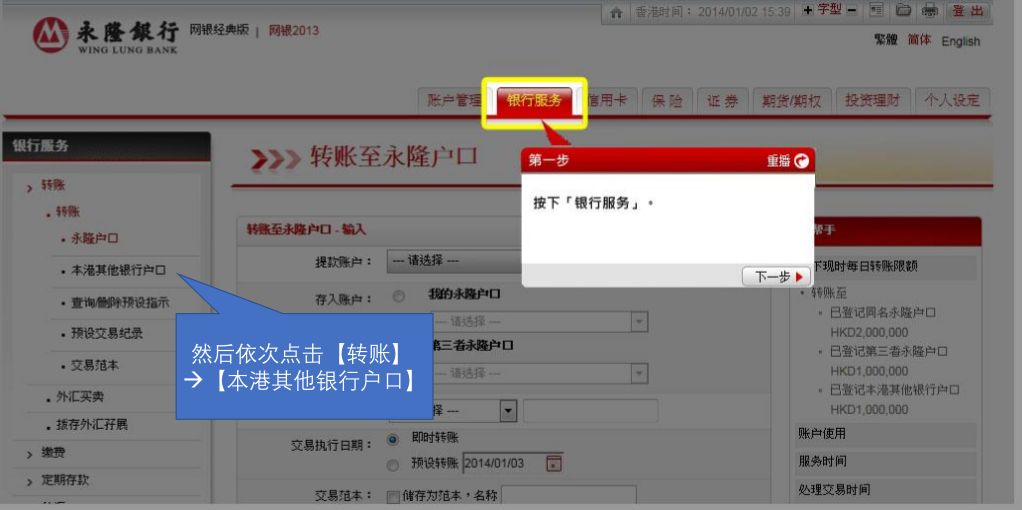 香港时间： 2014/01/02 15:39 + 字型 - 登 出
永隆銀行 网银经典版 | 网银2013
WING LUNG BANK
繁體 简体 English
账户管理 银行服务 信用卡 保险 证券 期货/期权 投资理财 个人设定
银行服务
转账
转账
永隆户口
本港其他银行户口
查询/删除预设指示
预设交易纪录
交易范本
外汇买卖
拨存外汇孖展
缴费
定期存款
转账至永隆户口
第一步 重播
按下「银行服务」。
下一步
然后依次点击【转账】
→【本港其他银行户口】
转账至永隆户口 - 输入
提款账户： --- 请选择 ---
存入账户： 我的永隆户口
--- 请选择 ---
第三者永隆户口
--- 请选择 ---
择 ---
交易执行日期： 即时转账
预设转账 2014/01/03
交易范本： 储存为范本，名称
帮手
下现时每日转账限额
转账至
已登记同名永隆户口
HKD2,000,000
已登记第三者永隆户口
HKD1,000,000
已登记本港其他银行户口
HKD1,000,000
账户使用
服务时间
处理交易时间